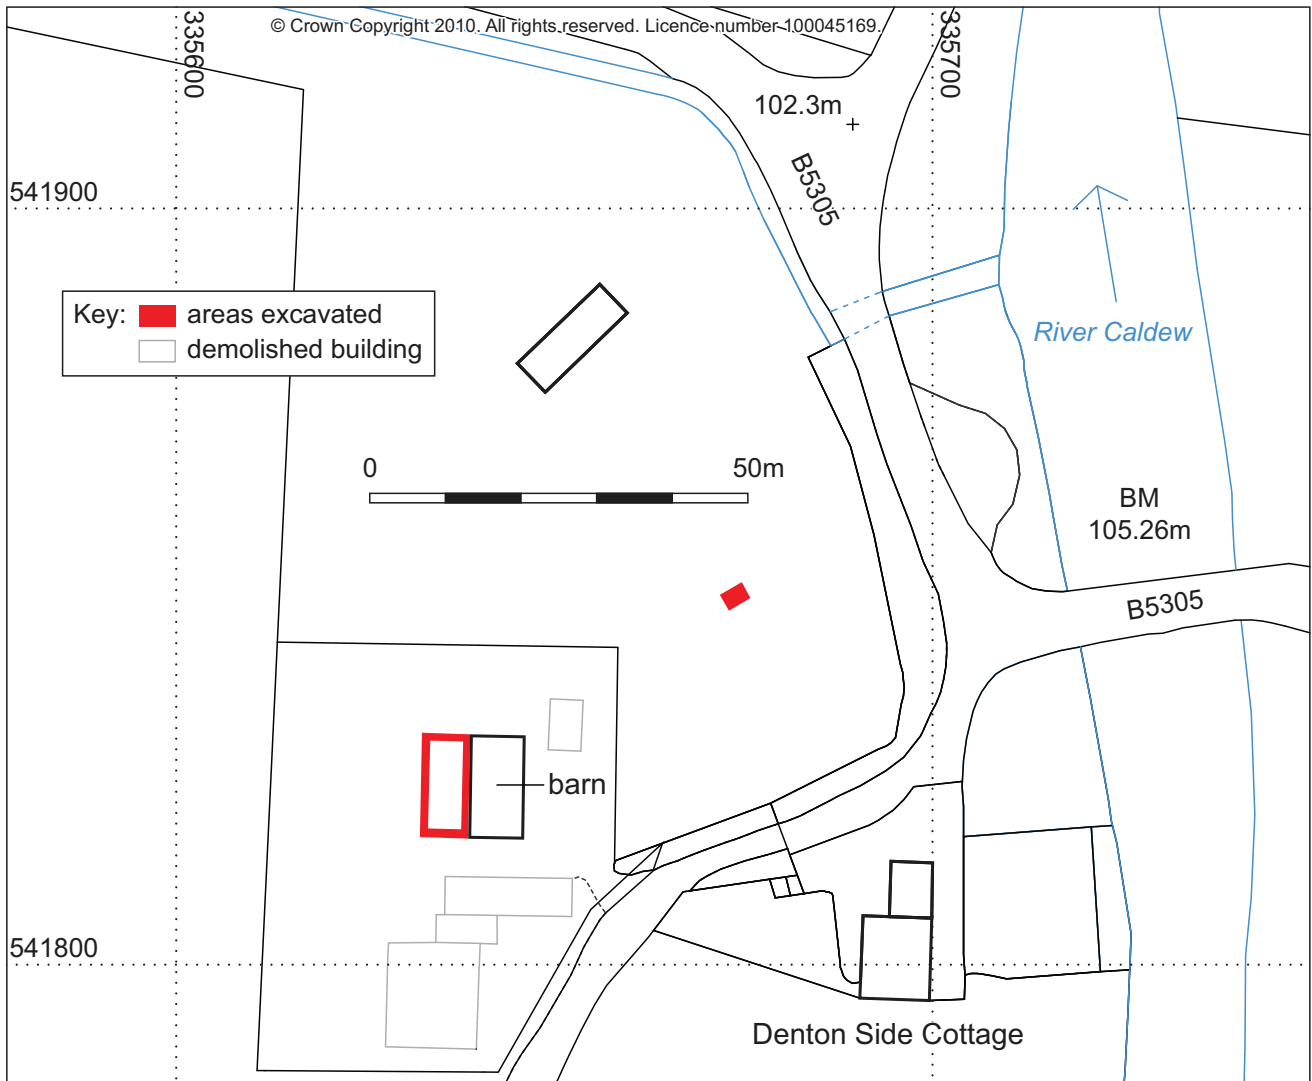 © Crown Copyright 2010. All rights reserved. Licence number 100045169.
335600
335700
102.3m
B5305
541900
Key:
areas excavated
demolished building
River Caldew
0
50m
BM
105.26m
B5305
barn
541800
Denton Side Cottage